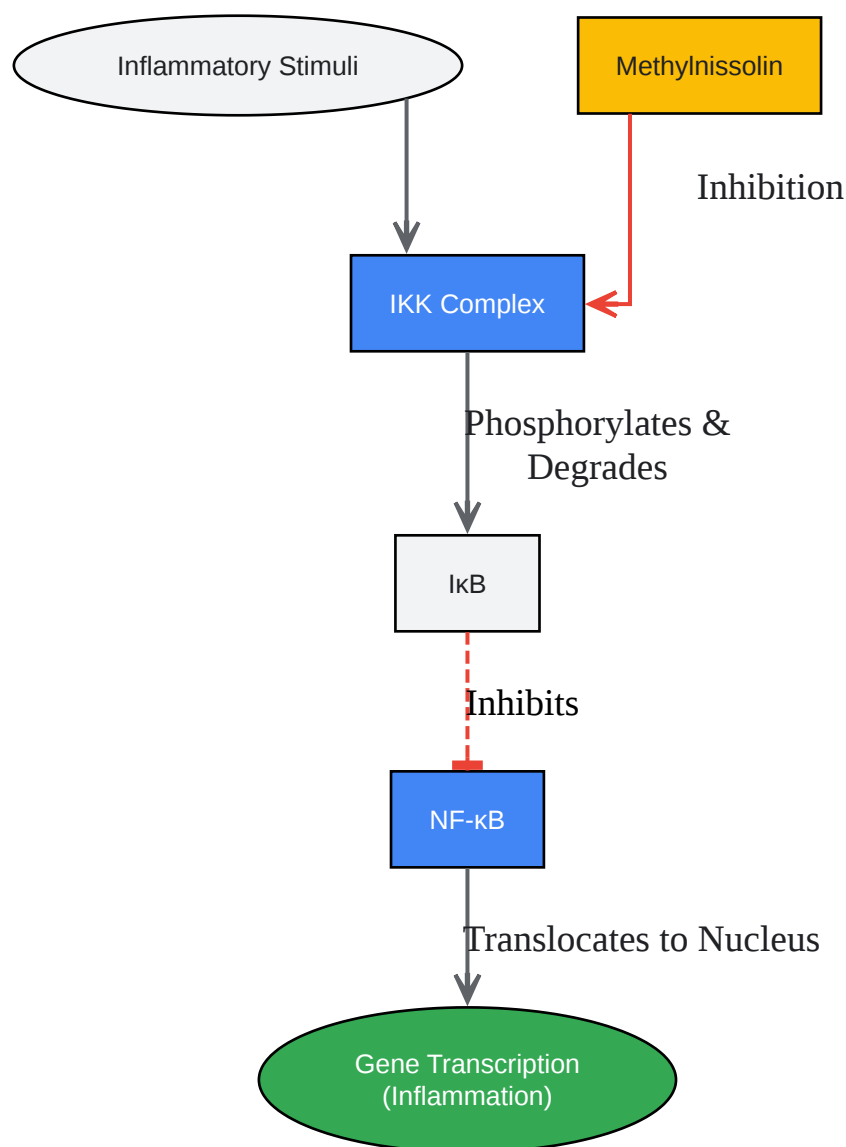 Inflammatory Stimuli
Methylnissolin
Inhibition
IKK Complex
Phosphorylates &
Degrades
IκB
Inhibits
NF-κB
Translocates to Nucleus
Gene Transcription
(Inflammation)